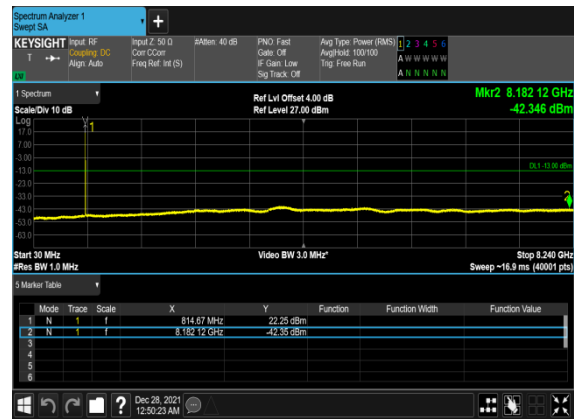 Spectrum Analyzer 1
Swept SA
+
KEYSIGHT
T
LXI
Input: RF
Coupling: DC
Align: Auto
Input Z: 50 Ω
Corr CCorr
Freq Ref: Int (S)
#Atten: 40 dB
PNO: Fast
Gate: Off
IF Gain: Low
Sig Track: Off
Avg Type: Power (RMS)
Avg|Hold: 100/100
Trig: Free Run
1 2 3 4 5 6
A W W W W W
A N N N N N
1 Spectrum
Scale/Div 10 dB
Ref Lvl Offset 4.00 dB
Ref Level 27.00 dBm
Mkr2 8.182 12 GHz
-42.346 dBm
Log
17.0
7.00
-3.00
-13.0
-23.0
-33.0
-43.0
-53.0
-63.0
1
DL1 -13.00 dBm
2
Start 30 MHz
#Res BW 1.0 MHz
Video BW 3.0 MHz*
Stop 8.240 GHz
Sweep ~16.9 ms (40001 pts)
5 Marker Table
Mode Trace Scale X Y Function Function Width Function Value
1 N 1 f 814.67 MHz 22.25 dBm
2 N 1 f 8.182 12 GHz -42.35 dBm
3
4
5
6
?
Dec 28, 2021
12:50:23 AM